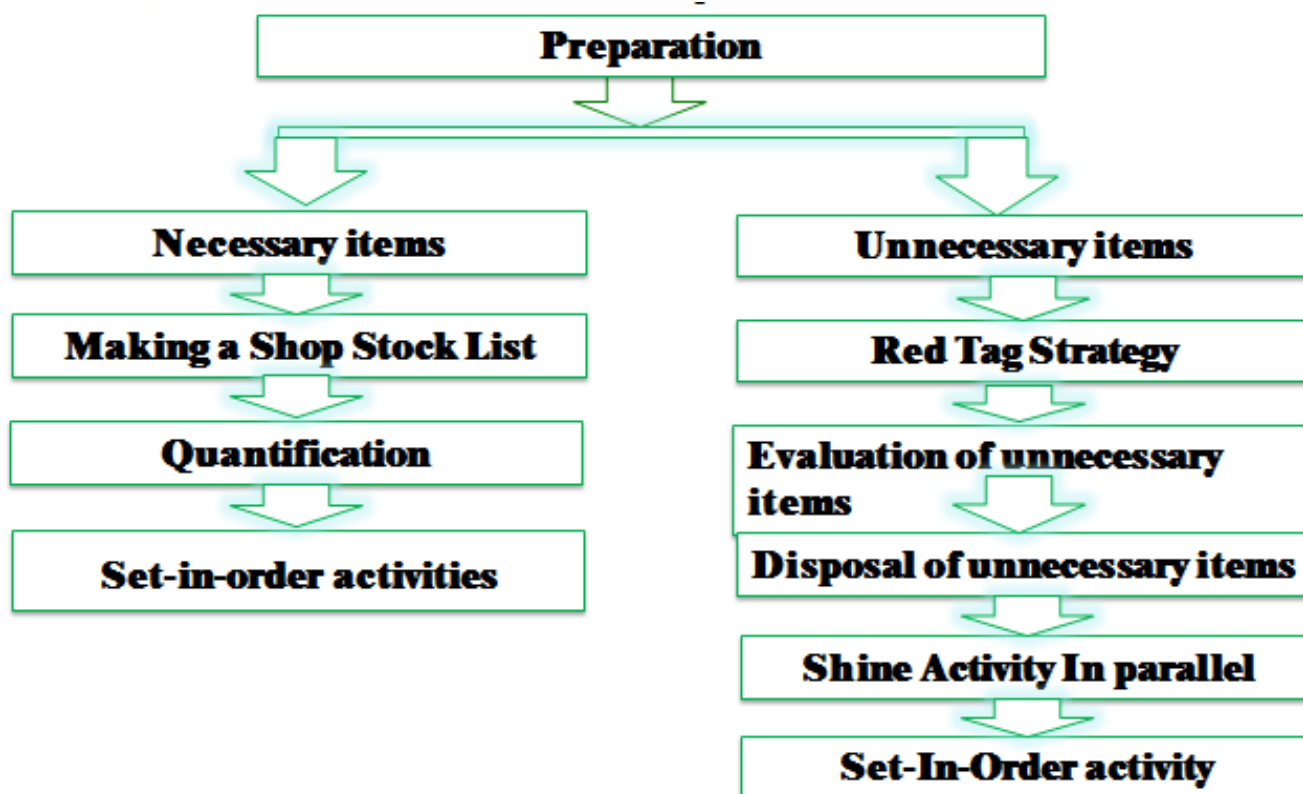 Preparation
Necessary items
Making a Shop Stock List
Quantification
Set-in-order activities
Unnecessary items
Red Tag Strategy
Evaluation of unnecessary
items
Disposal of unnecessary items
Shine Activity In parallel
Set-In-Order activity